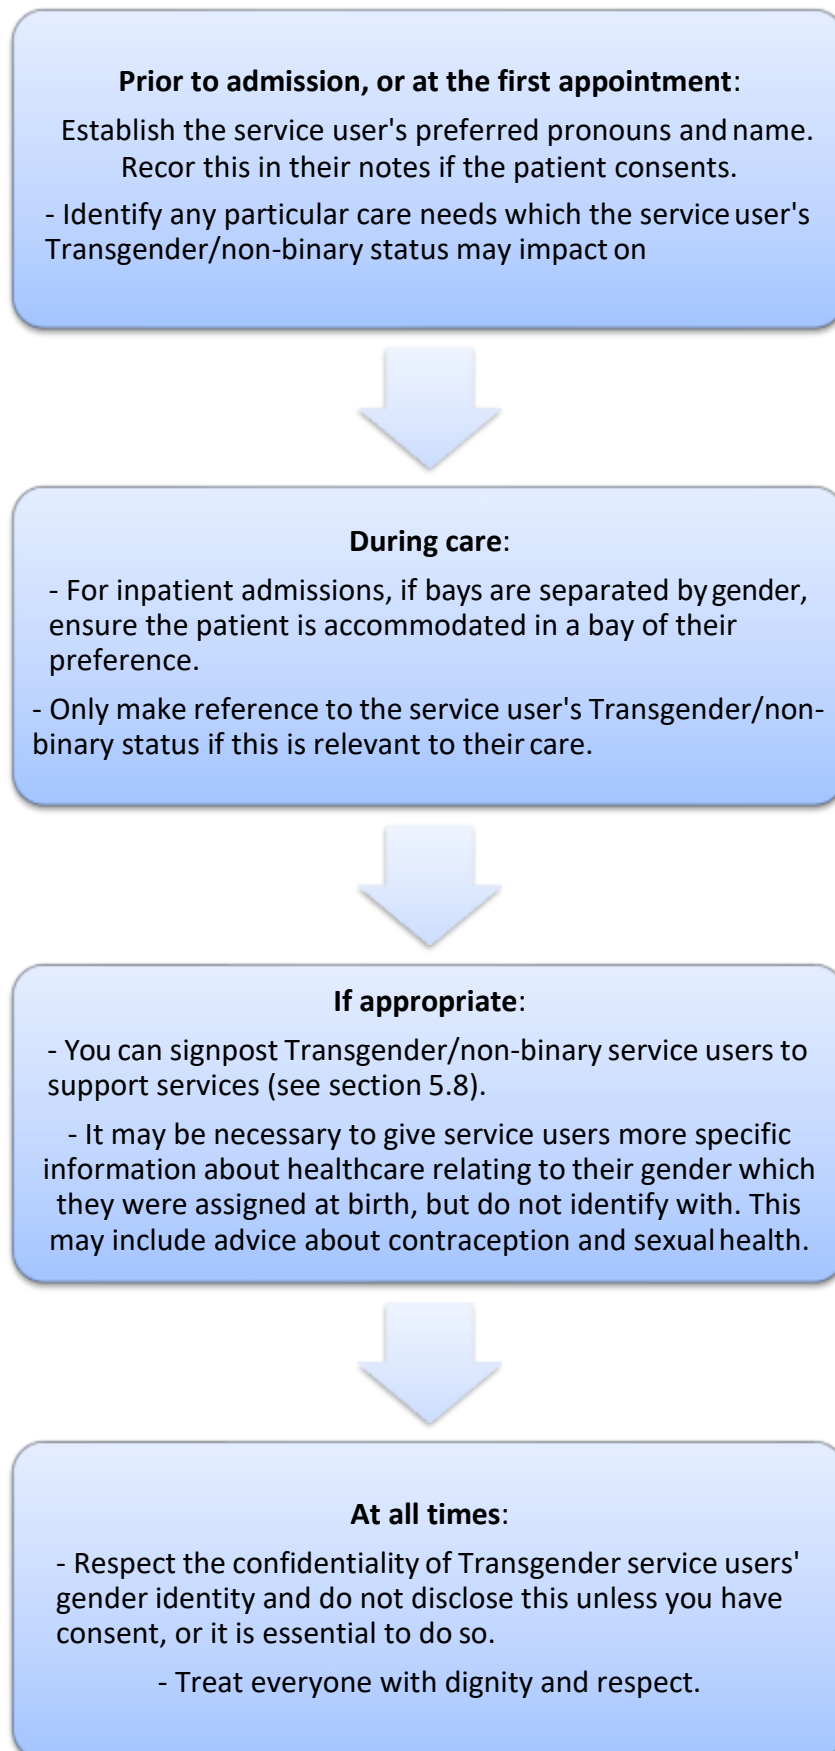 Prior to admission, or at the first appointment:
Establish the service user's preferred pronouns and name.
Recor this in their notes if the patient consents.
- Identify any particular care needs which the service user's
Transgender/non-binary status may impact on
During care:
- For inpatient admissions, if bays are separated by gender,
ensure the patient is accommodated in a bay of their
preference.
- Only make reference to the service user's Transgender/non-
binary status if this is relevant to their care.
If appropriate:
- You can signpost Transgender/non-binary service users to
support services (see section 5.8).
- It may be necessary to give service users more specific
information about healthcare relating to their gender which
they were assigned at birth, but do not identify with. This
may include advice about contraception and sexual health.
At all times:
- Respect the confidentiality of Transgender service users'
gender identity and do not disclose this unless you have
consent, or it is essential to do so.
- Treat everyone with dignity and respect.